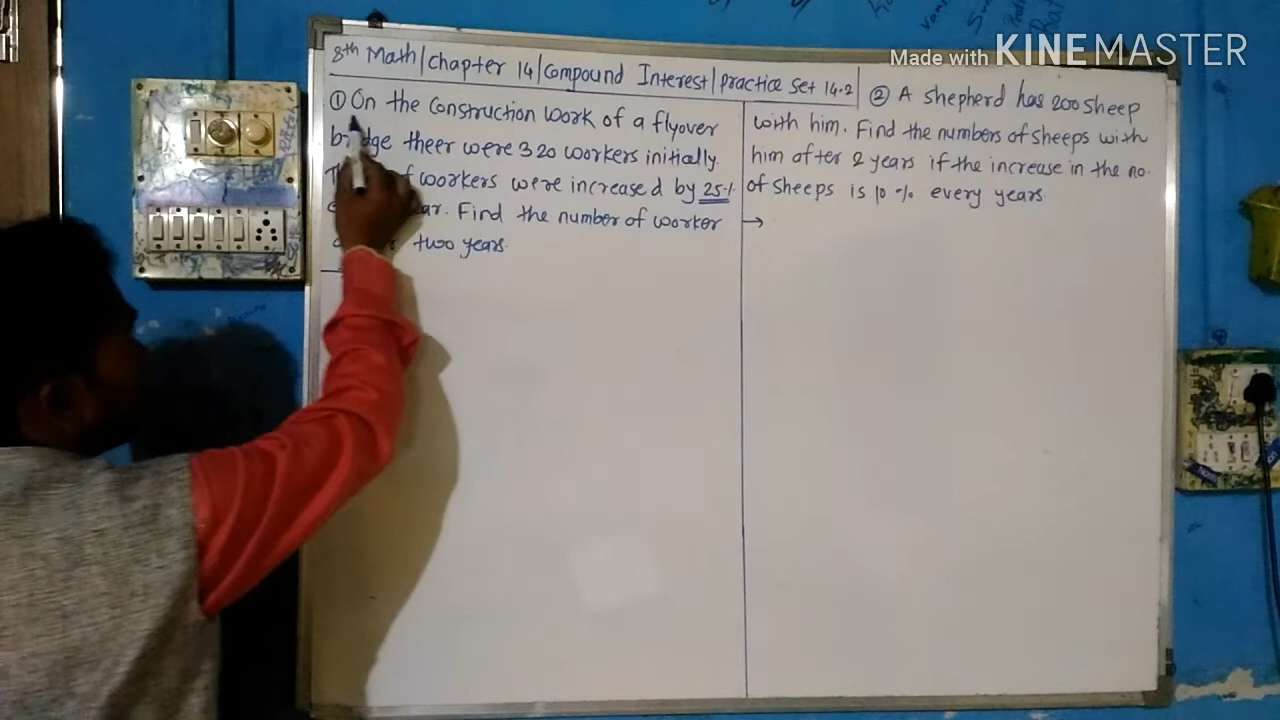 Made with KINEMASTER
8th Math/Chapter 14/Compound Interest/practice set 14.2
① On the Construction work of a flyover
theer were 320 workers initially.
workers were increased by 25%
Find the number of worker
two years.
② A Shepherd has 200 sheep
with him. Find the numbers of sheeps with
him after 2 years if the increase in the no.
of sheeps is 10 % every years.
→